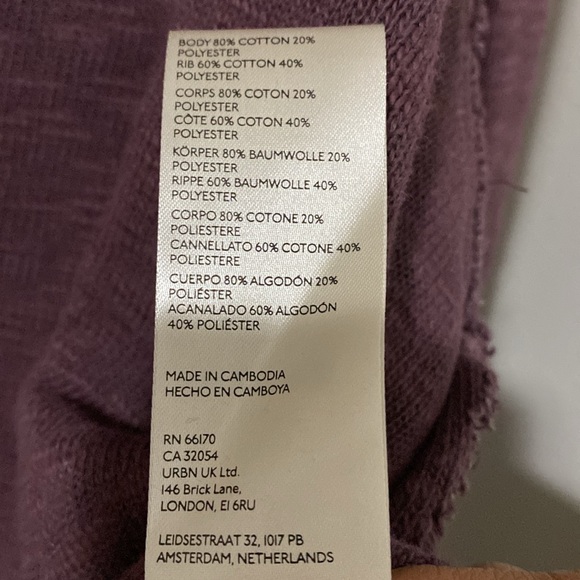 BODY 80% COTTON 20%
POLYESTER
RIB 60% COTTON 40%
POLYESTER
CORPS 80% COTON 20%
POLYESTER
CÔTE 60% COTON 40%
POLYESTER
KÖRPER 80% BAUMWOLLE 20%
POLYESTER
RIPPE 60% BAUMWOLLE 40%
POLYESTER
CORPO 80% COTONE 20%
POLIESTERE
CANNELLATO 60% COTONE 40%
POLIESTERE
CUERPO 80% ALGODÓN 20%
POLIÉSTER
ACANALADO 60% ALGODÓN
40% POLIÉSTER
MADE IN CAMBODIA
HECHO EN CAMBOYA
RN 66170
CA 32054
URBN UK Ltd.
146 Brick Lane,
LONDON, E1 6RU
LEIDSESTRAAT 32, 1017 PB
AMSTERDAM, NETHERLANDS